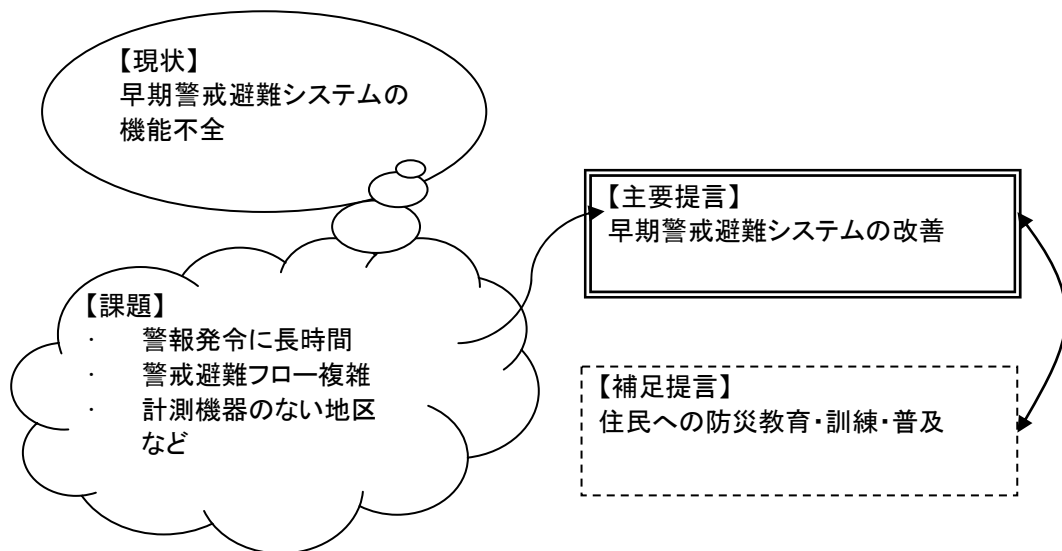 【現状】
早期警戒避難システムの
機能不全
【課題】
· 警報発令に長時間
· 警戒避難フロー複雑
· 計測機器のない地区
など
【主要提言】
早期警戒避難システムの改善
【補足提言】
住民への防災教育・訓練・普及